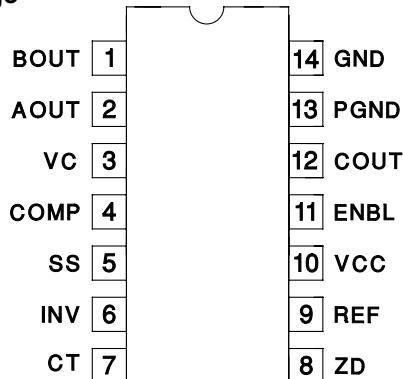 BOUT 1 14 GND
AOUT 2 13 PGND
VC 3 12 COUT
COMP 4 11 ENBL
SS 5 10 VCC
INV 6 9 REF
CT 7 8 ZD